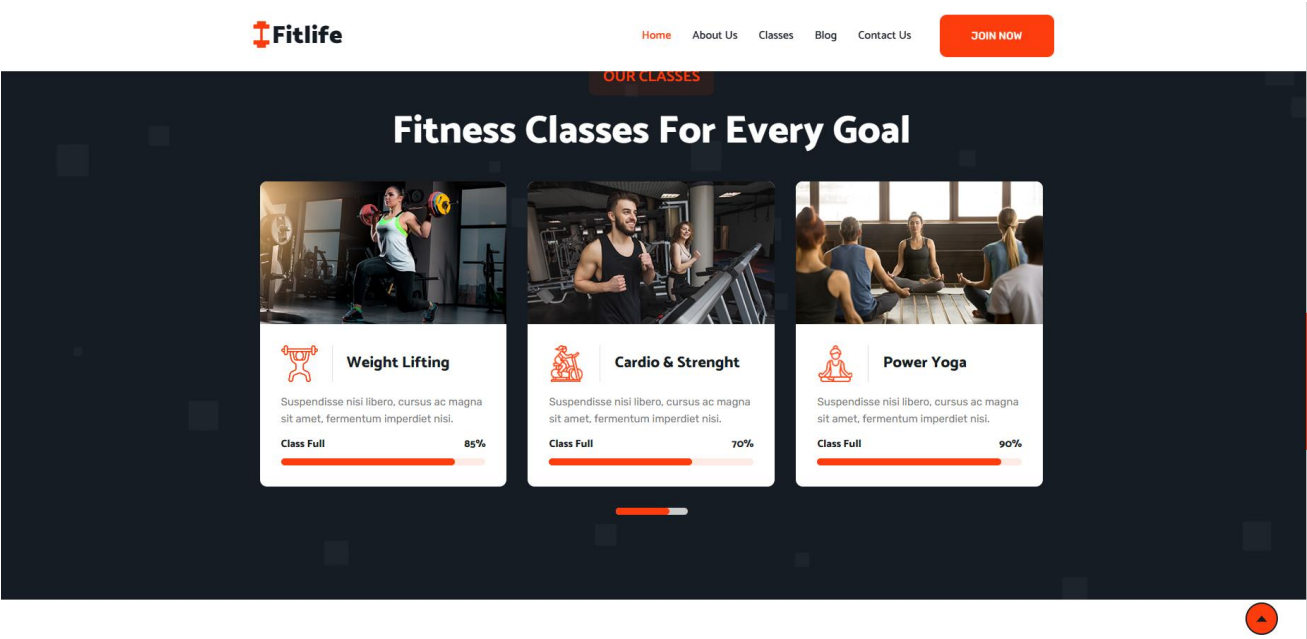 Fitlife
Home About Us Classes Blog Contact Us JOIN NOW
OUR CLASSES
Fitness Classes For Every Goal
Weight Lifting
Suspendisse nisi libero, cursus ac magna
sit amet, fermentum imperdiet nisi.
Class Full 85%
Cardio & Strenght
Suspendisse nisi libero, cursus ac magna
sit amet, fermentum imperdiet nisi.
Class Full 70%
Power Yoga
Suspendisse nisi libero, cursus ac magna
sit amet, fermentum imperdiet nisi.
Class Full 90%